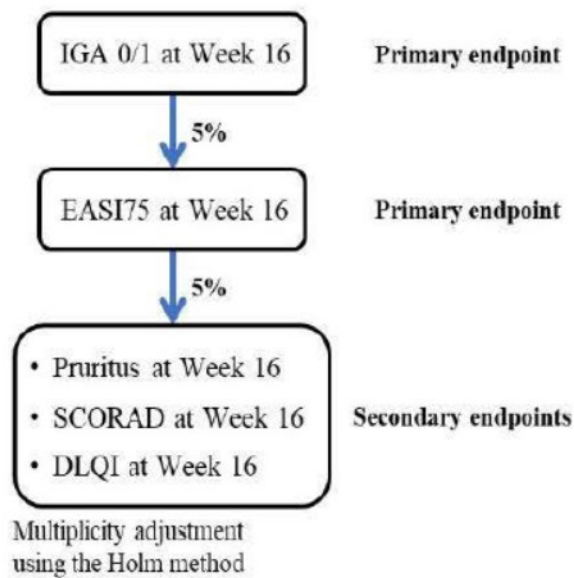 IGA 0/1 at Week 16
Primary endpoint
5%
EASI75 at Week 16
Primary endpoint
5%
• Pruritus at Week 16
• SCORAD at Week 16
• DLQI at Week 16
Secondary endpoints
Multiplicity adjustment
using the Holm method